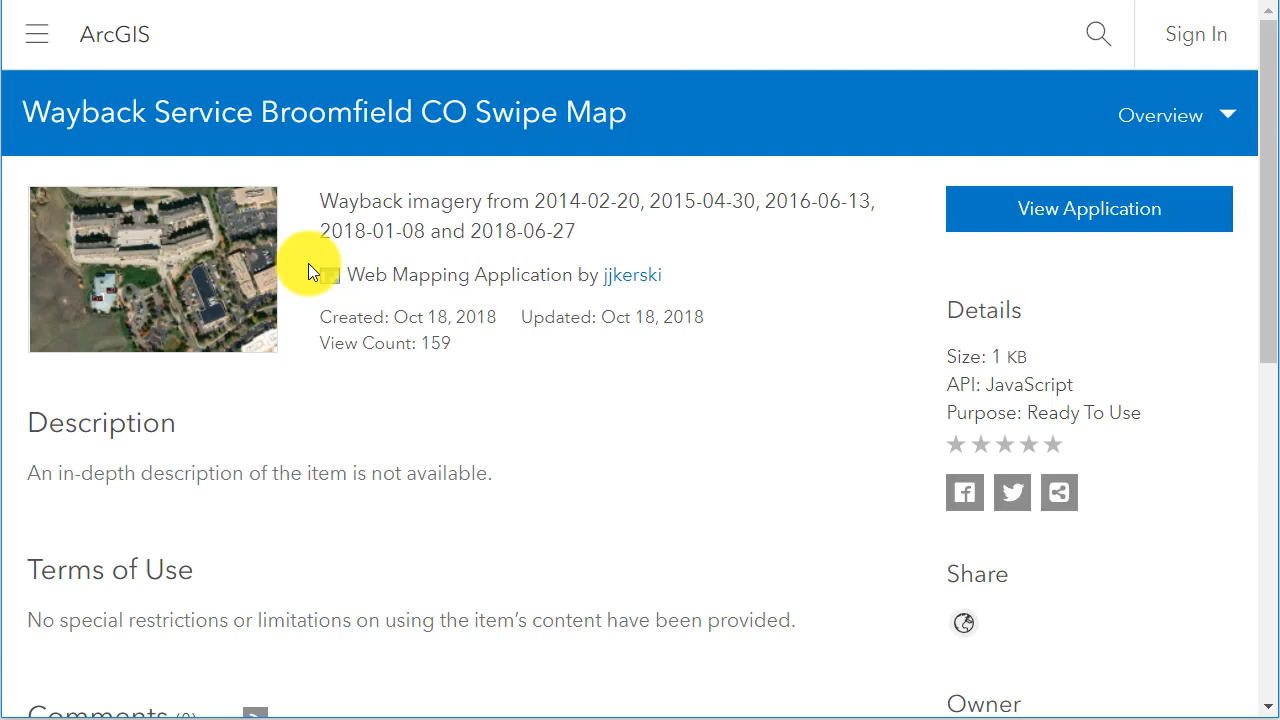 ArcGIS
Sign In
Wayback Service Broomfield CO Swipe Map
Overview
Wayback imagery from 2014-02-20, 2015-04-30, 2016-06-13,
2018-01-08 and 2018-06-27
Web Mapping Application by jjkerski
Created: Oct 18, 2018 Updated: Oct 18, 2018
View Count: 159
View Application
Description
An in-depth description of the item is not available.
Terms of Use
No special restrictions or limitations on using the item’s content have been provided.
Comments (0)
Details
Size: 1 KB
API: JavaScript
Purpose: Ready To Use
Share
Owner